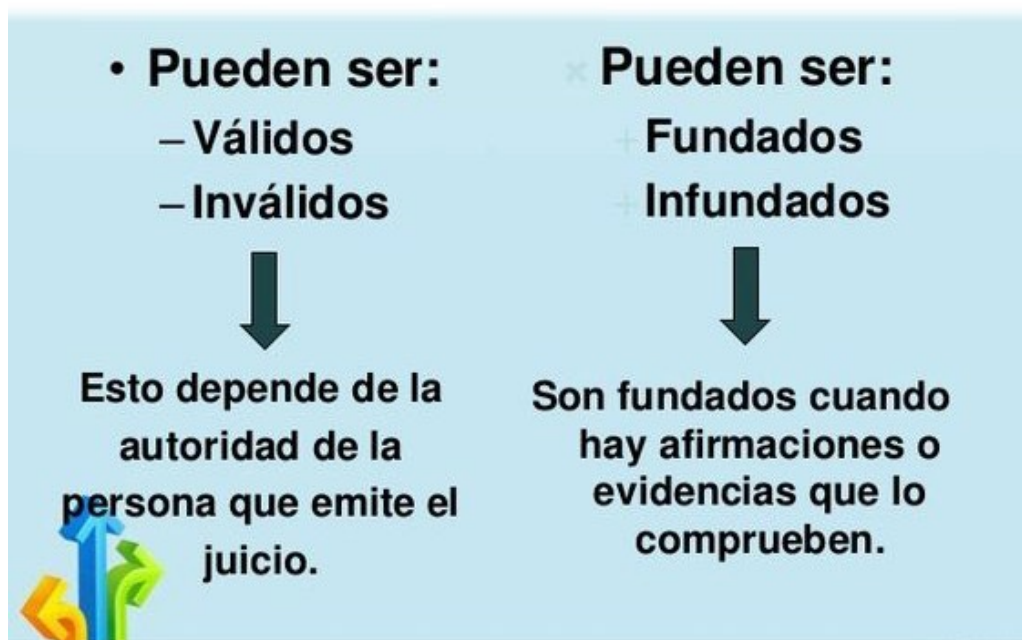 • Pueden ser:
– Válidos
– Inválidos
Esto depende de la
autoridad de la
persona que emite el
juicio.
× Pueden ser:
+ Fundados
+ Infundados
Son fundados cuando
hay afirmaciones o
evidencias que lo
comprueben.